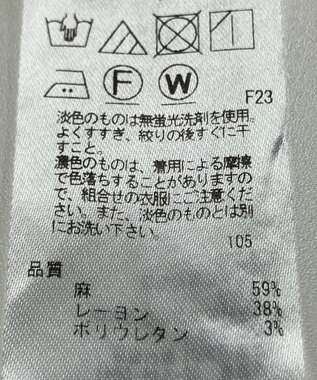 F
W
F23
淡色のものは無蛍光洗剤を使用。
よくすすぎ、絞りの後すぐに干
すこと。
濃色のものは、着用による摩擦
で色落ちすることがありますの
で、組合せの衣服にご注意くだ
さい。また、淡色のものとは別
にお洗い下さい。
105
品質
麻 59%
レーヨン 38%
ポリウレタン 3%